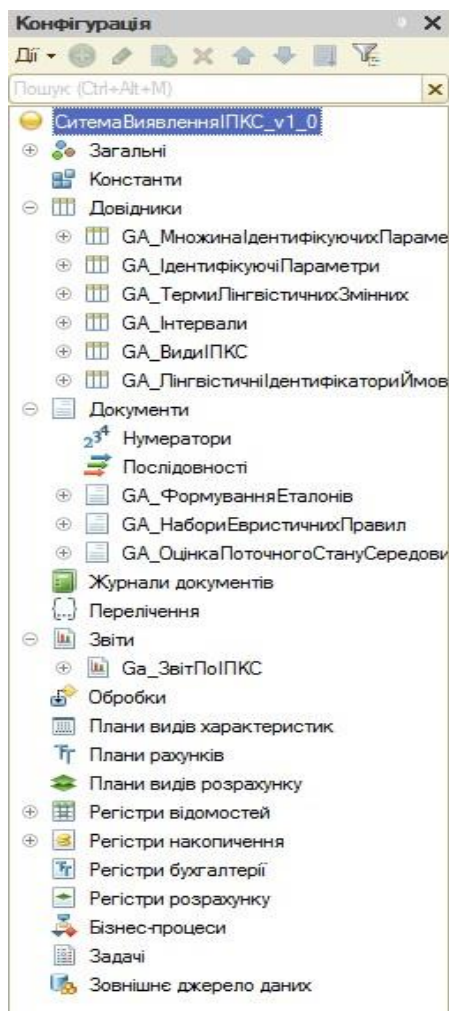 Конфігурація
Дії
Пошук (Ctrl+Alt+M)
СитемаВиявленняІПКС_v1_0
Загальні
Константи
Довідники
GA_МножинаІдентифікуючихПараме
GA_ІдентифікуючіПараметри
GA_ТермиЛінгвістичнихЗмінних
GA_Інтервали
GA_ВидиІПКС
GA_ЛінгвістичніІдентифікаториЙмов
Документи
Нумератори
Послідовності
GA_ФормуванняЕталонів
GA_НабориЕвристичнихПравил
GA_ОцінкаПоточногоСтануСередови
Журнали документів
Перелічення
Звіти
Ga_ЗвітПоІПКС
Обробки
Плани видів характеристик
Плани рахунків
Плани видів розрахунку
Регістри відомостей
Регістри накопичення
Регістри бухгалтерії
Регістри розрахунку
Бізнес-процеси
Задачі
Зовнішнє джерело даних